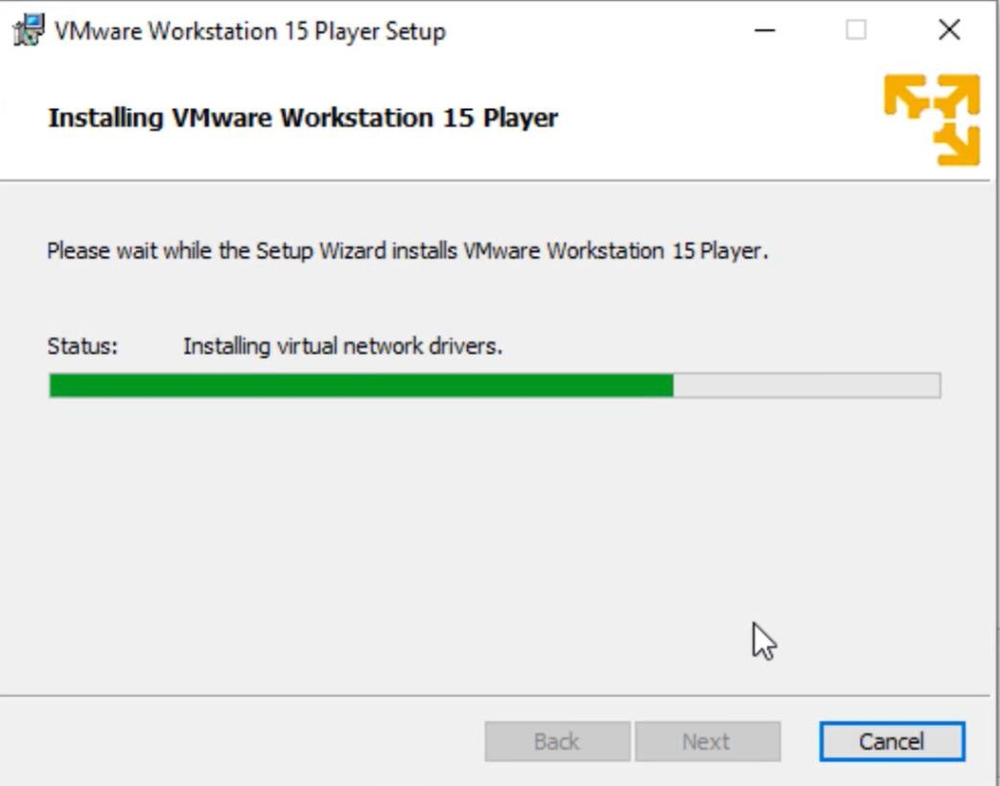 VMware Workstation 15 Player Setup
Installing VMware Workstation 15 Player
Please wait while the Setup Wizard installs VMware Workstation 15 Player.
Status: Installing virtual network drivers.
Back Next Cancel